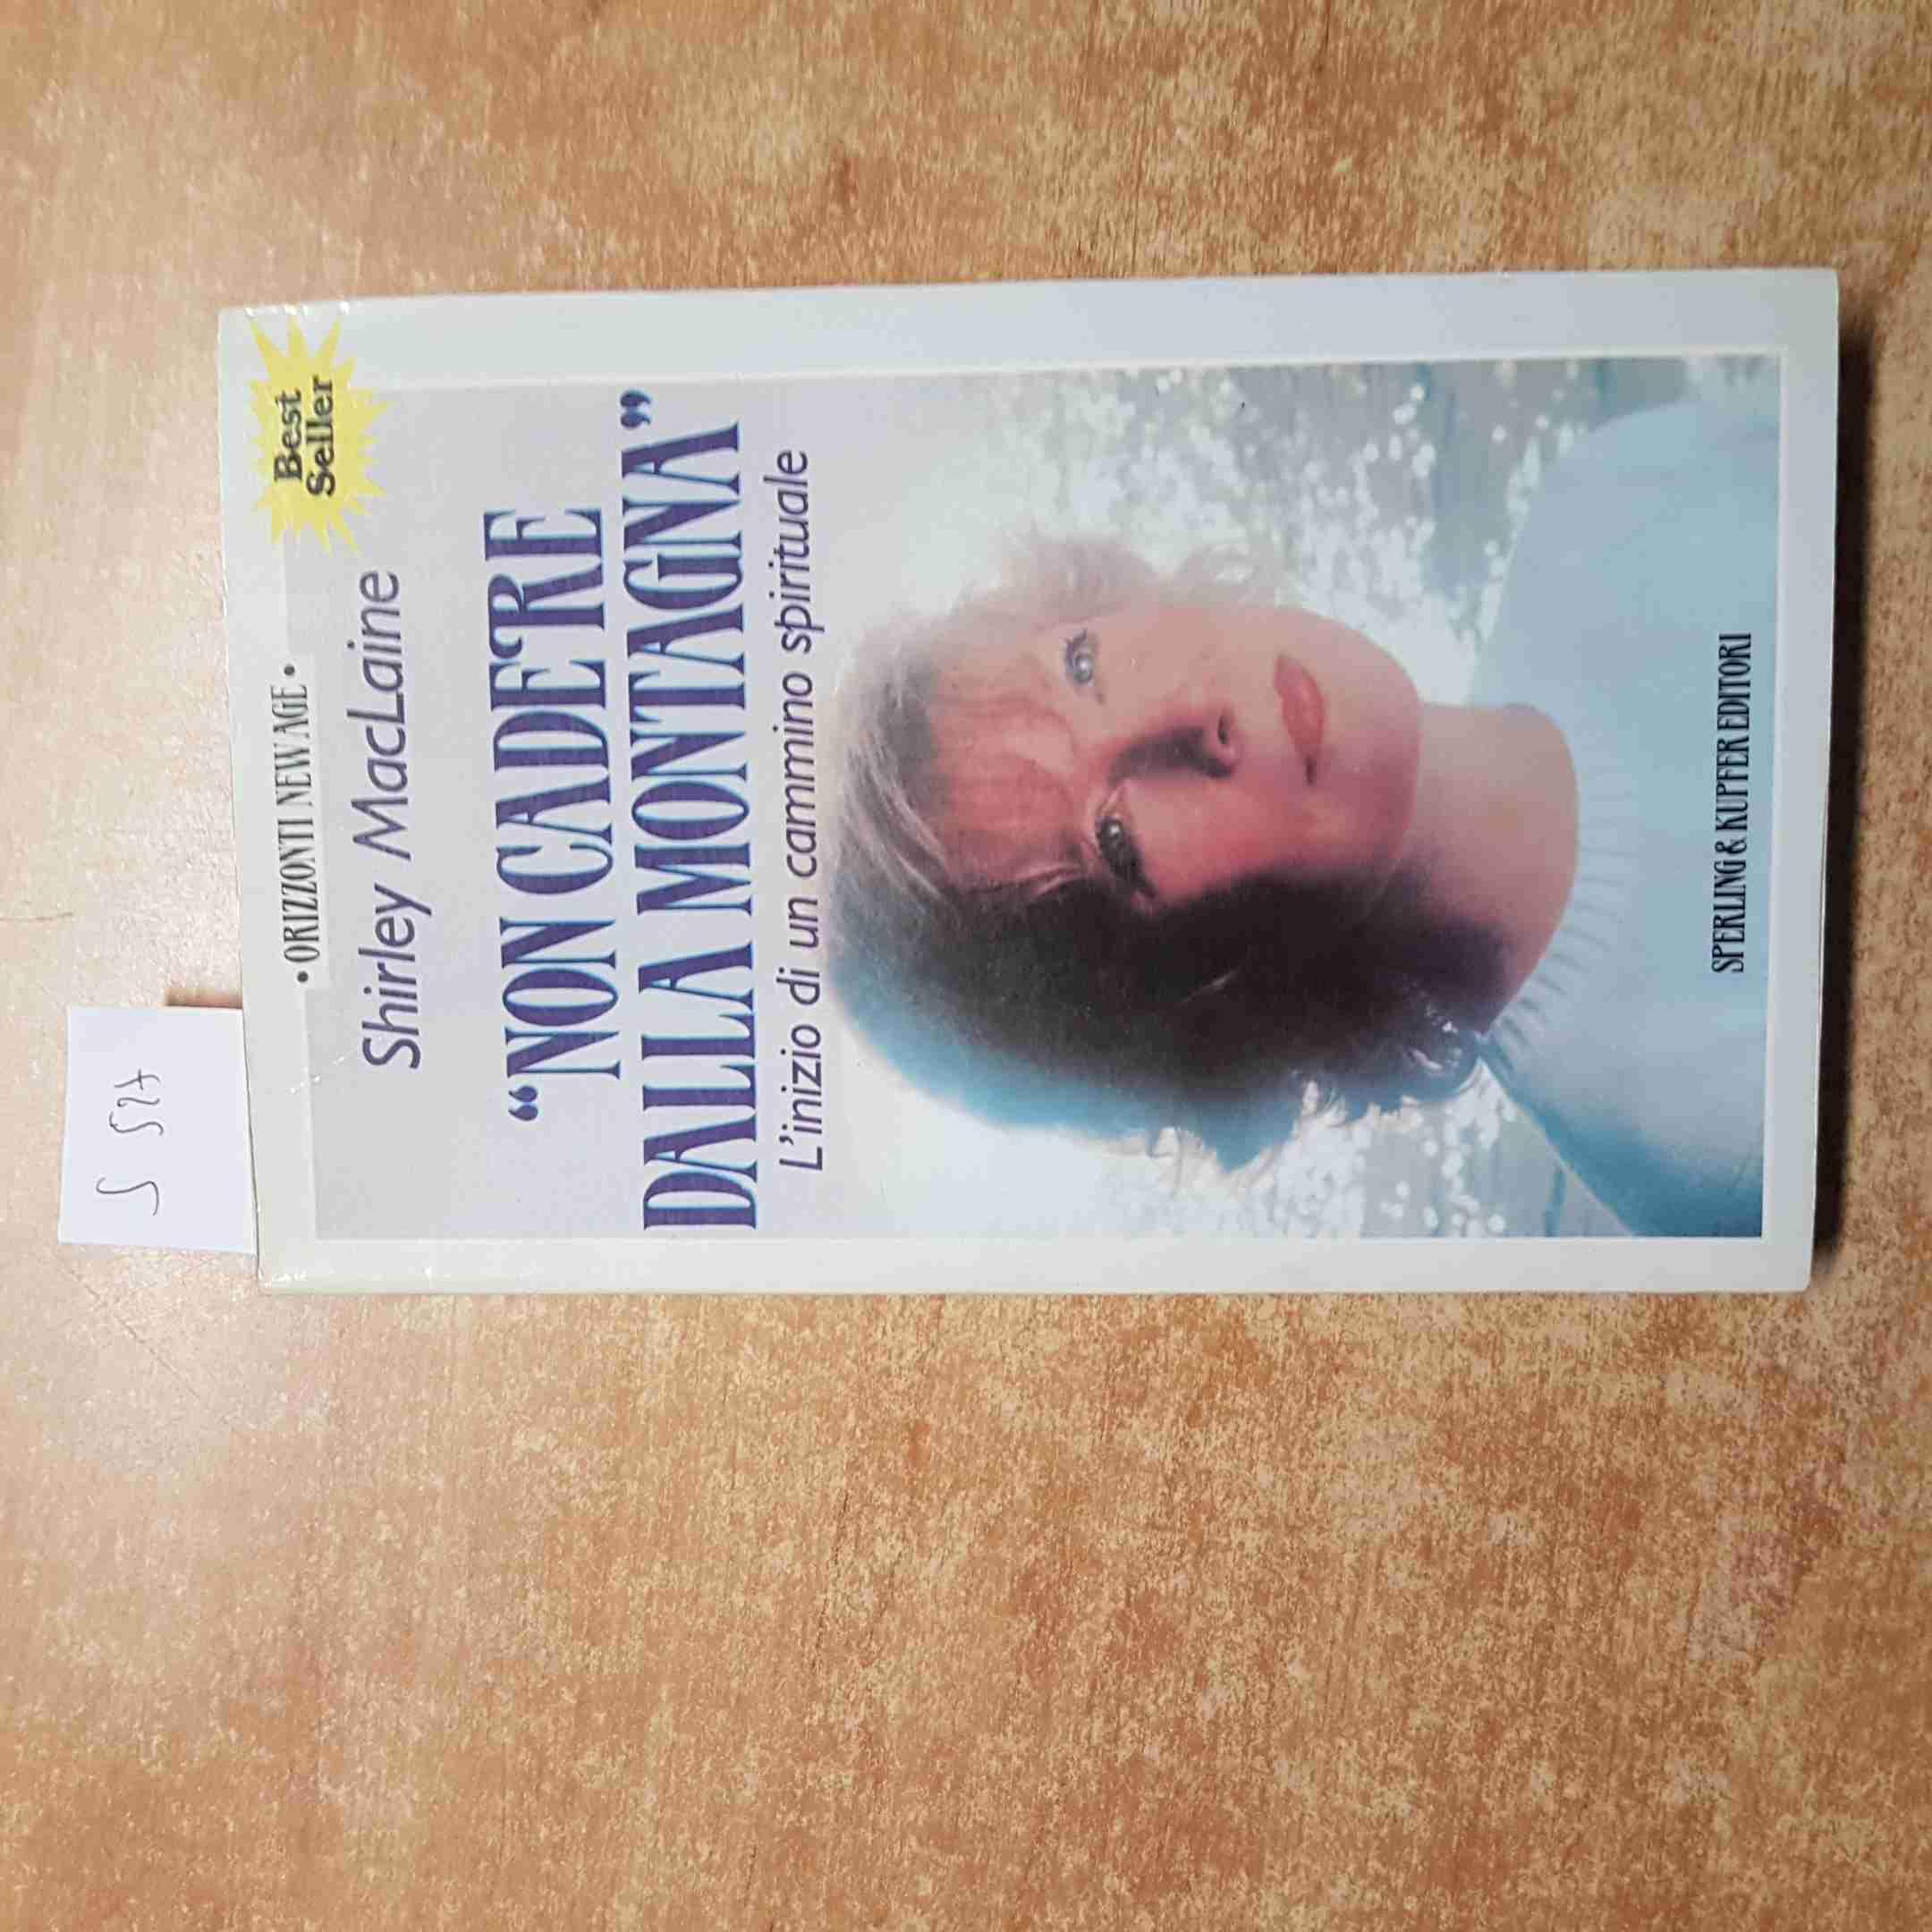 S 527
• ORIZZONTI NEW AGE •
Best
Seller
Shirley MacLaine
“NON CADERE
DALLA MONTAGNA”
L'inizio di un cammino spirituale
SPERLING & KUPFER EDITORI